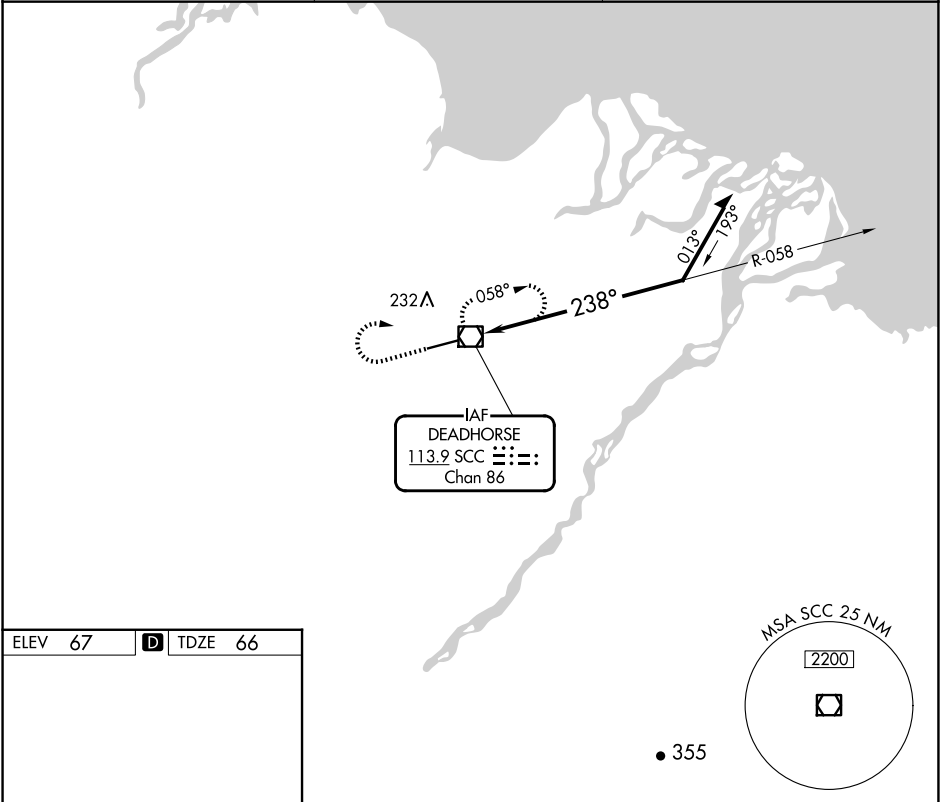 013°
193°
R-058
232
058°
238°
IAF
DEADHORSE
113.9 SCC
Chan 86
ELEV 67 D TDZE 66
MSA SCC 25 NM
2200
355